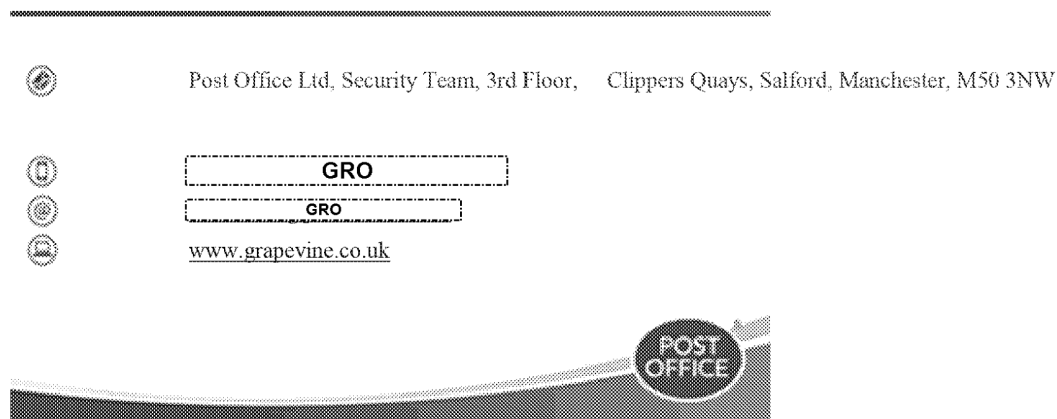 Post Office Ltd, Security Team, 3rd Floor, Clippers Quays, Salford, Manchester, M50 3NW
GRO
GRO
www.grapevine.co.uk
POST
OFFICE